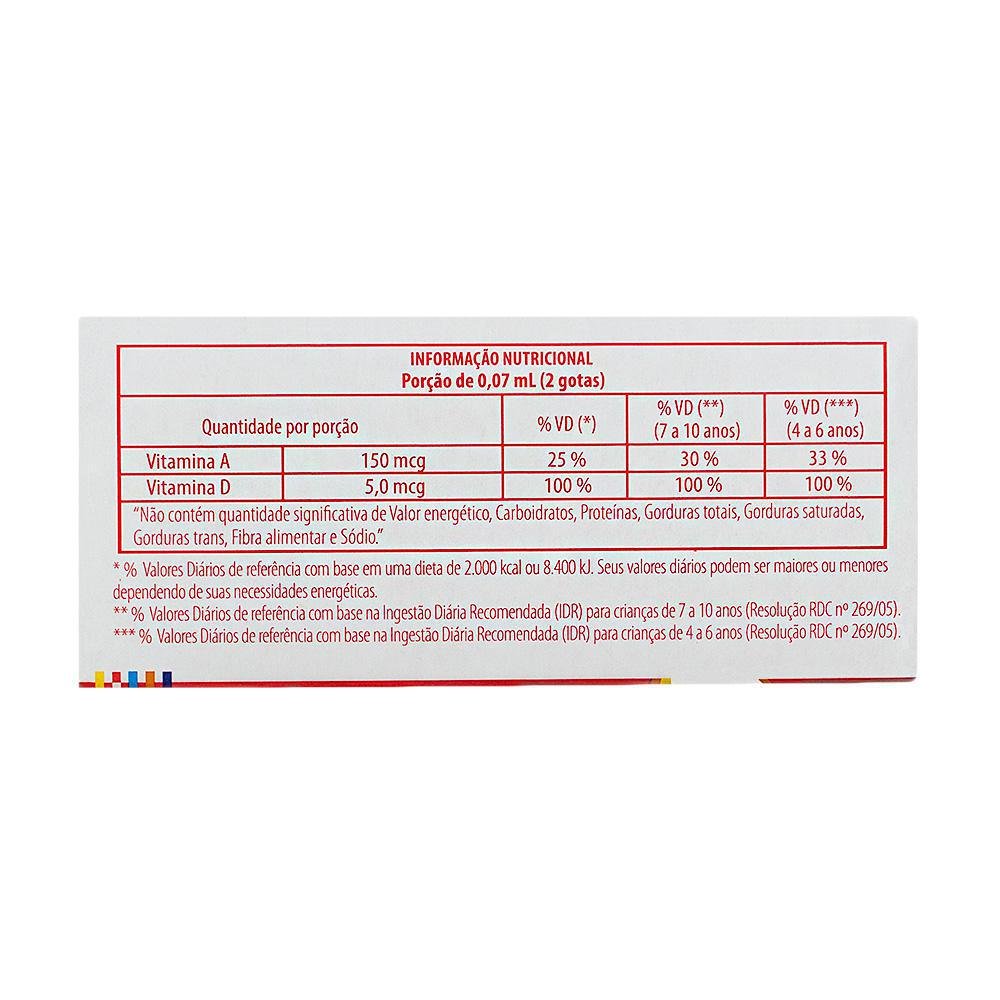 INFORMAÇÃO NUTRICIONAL
Porção de 0,07 mL (2 gotas)
Quantidade por porção % VD (*) % VD (**) (7 a 10 anos) % VD (***) (4 a 6 anos)
Vitamina A 150 mcg 25 % 30 % 33 %
Vitamina D 5,0 mcg 100 % 100 % 100 %
“Não contém quantidade significativa de Valor energético, Carboidratos, Proteínas, Gorduras totais, Gorduras saturadas,
Gorduras trans, Fibra alimentar e Sódio.”
* % Valores Diários de referência com base em uma dieta de 2.000 kcal ou 8.400 kJ. Seus valores diários podem ser maiores ou menores
dependendo de suas necessidades energéticas.
** % Valores Diários de referência com base na Ingestão Diária Recomendada (IDR) para crianças de 7 a 10 anos (Resolução RDC nº 269/05).
*** % Valores Diários de referência com base na Ingestão Diária Recomendada (IDR) para crianças de 4 a 6 anos (Resolução RDC nº 269/05).